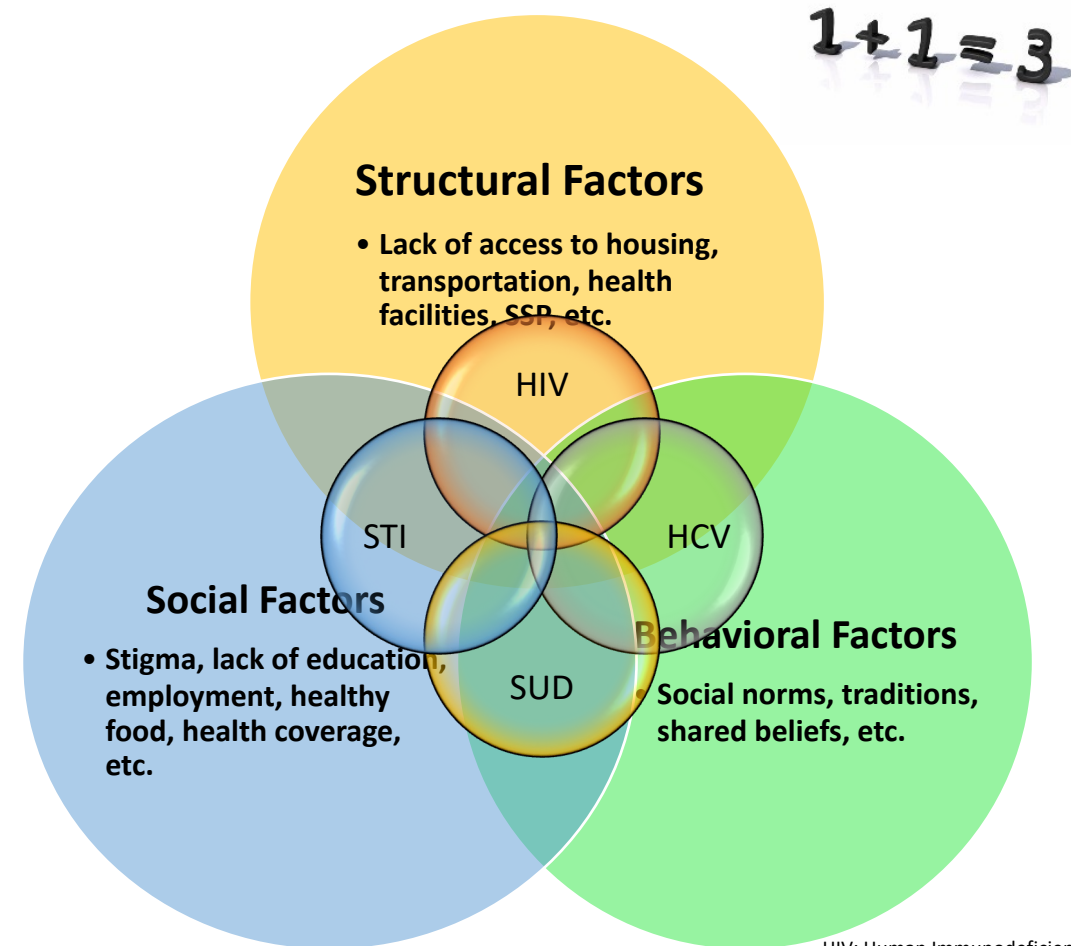 1 + 1 = 3
Structural Factors
• Lack of access to housing,
transportation, health
facilities, SSP, etc.
HIV
STI
HCV
Social Factors
• Stigma, lack of education,
employment, healthy
food, health coverage,
etc.
Behavioral Factors
• Social norms, traditions,
shared beliefs, etc.
SUD
HIV: Human